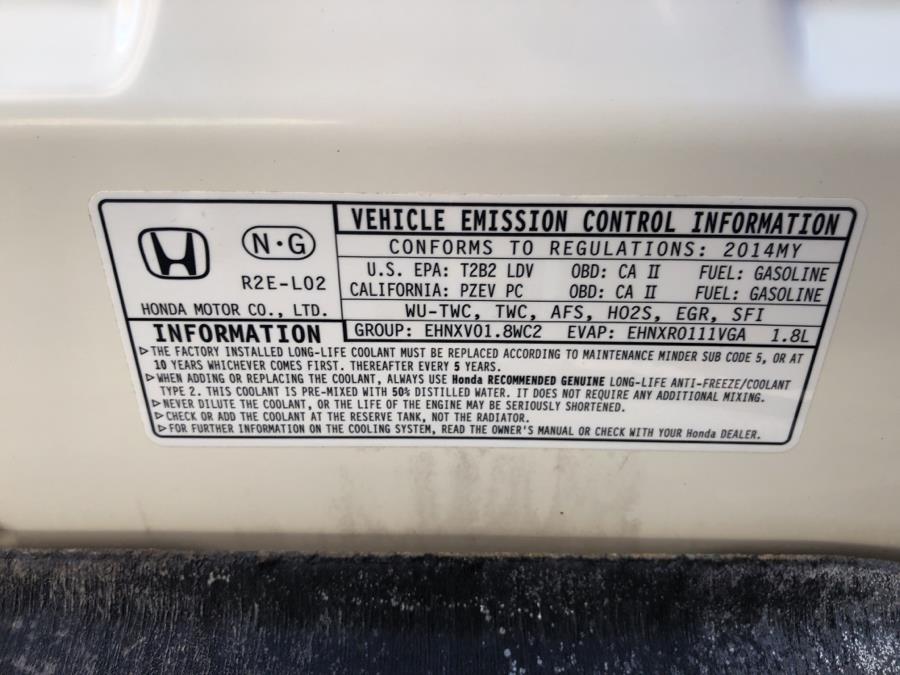 H
N·G
R2E-L02
HONDA MOTOR CO., LTD.
VEHICLE EMISSION CONTROL INFORMATION
CONFORMS TO REGULATIONS: 2014MY
U.S. EPA: T2B2 LDV OBD: CA II FUEL: GASOLINE
CALIFORNIA: PZEV PC OBD: CA II FUEL: GASOLINE
WU-TWC, TWC, AFS, HO2S, EGR, SFI
GROUP: EHNXV01.8WC2 EVAP: EHNXR0111VGA 1.8L
INFORMATION
▷THE FACTORY INSTALLED LONG-LIFE COOLANT MUST BE REPLACED ACCORDING TO MAINTENANCE MINDER SUB CODE 5, OR AT
10 YEARS WHICHEVER COMES FIRST. THEREAFTER EVERY 5 YEARS.
▷WHEN ADDING OR REPLACING THE COOLANT, ALWAYS USE Honda RECOMMENDED GENUINE LONG-LIFE ANTI-FREEZE/COOLANT
TYPE 2. THIS COOLANT IS PRE-MIXED WITH 50% DISTILLED WATER. IT DOES NOT REQUIRE ANY ADDITIONAL MIXING.
▷NEVER DILUTE THE COOLANT, OR THE LIFE OF THE ENGINE MAY BE SERIOUSLY SHORTENED.
▷CHECK OR ADD THE COOLANT AT THE RESERVE TANK, NOT THE RADIATOR.
▷FOR FURTHER INFORMATION ON THE COOLING SYSTEM, READ THE OWNER'S MANUAL OR CHECK WITH YOUR Honda DEALER.